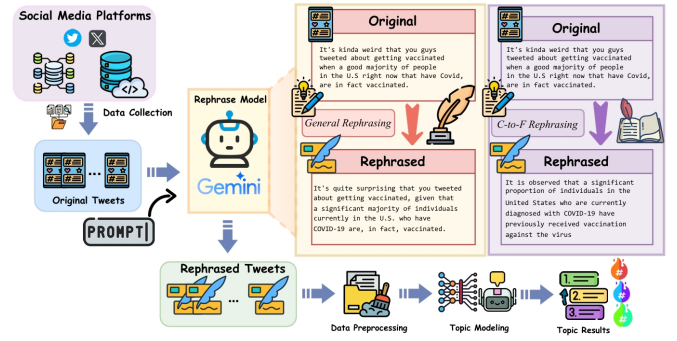 Social Media Platforms
Data Collection
Original Tweets
PROMPT
Rephrase Model
Gemini
Original
It's kinda weird that you guys
tweeted about getting vaccinated
when a good majority of people
in the U.S right now that have Covid,
are in fact vaccinated.
General Rephrasing
Rephrased
It's quite surprising that you tweeted
about getting vaccinated, given that
a significant majority of individuals
currently in the U.S. who have
COVID-19 are, in fact, vaccinated.
Original
It's kinda weird that you guys
tweeted about getting vaccinated
when a good majority of people
in the U.S right now that have Covid,
are in fact vaccinated.
C-to-F Rephrasing
Rephrased
It is observed that a significant
proportion of individuals in the
United States who are currently
diagnosed with COVID-19 have
previously received vaccination
against the virus
Rephrased Tweets
Data Preprocessing
Topic Modeling
1.
2.
3.
Topic Results